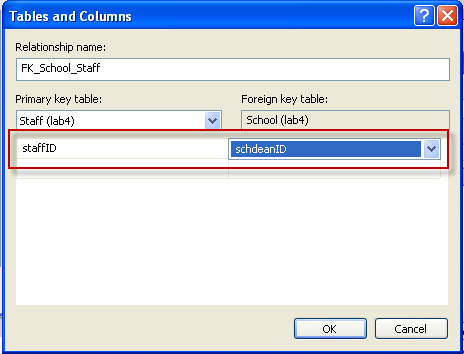 Tables and Columns
Relationship name:
FK_School_Staff
Primary key table: Foreign key table:
Staff (lab4) School (lab4)
staffID schdeanID
OK Cancel